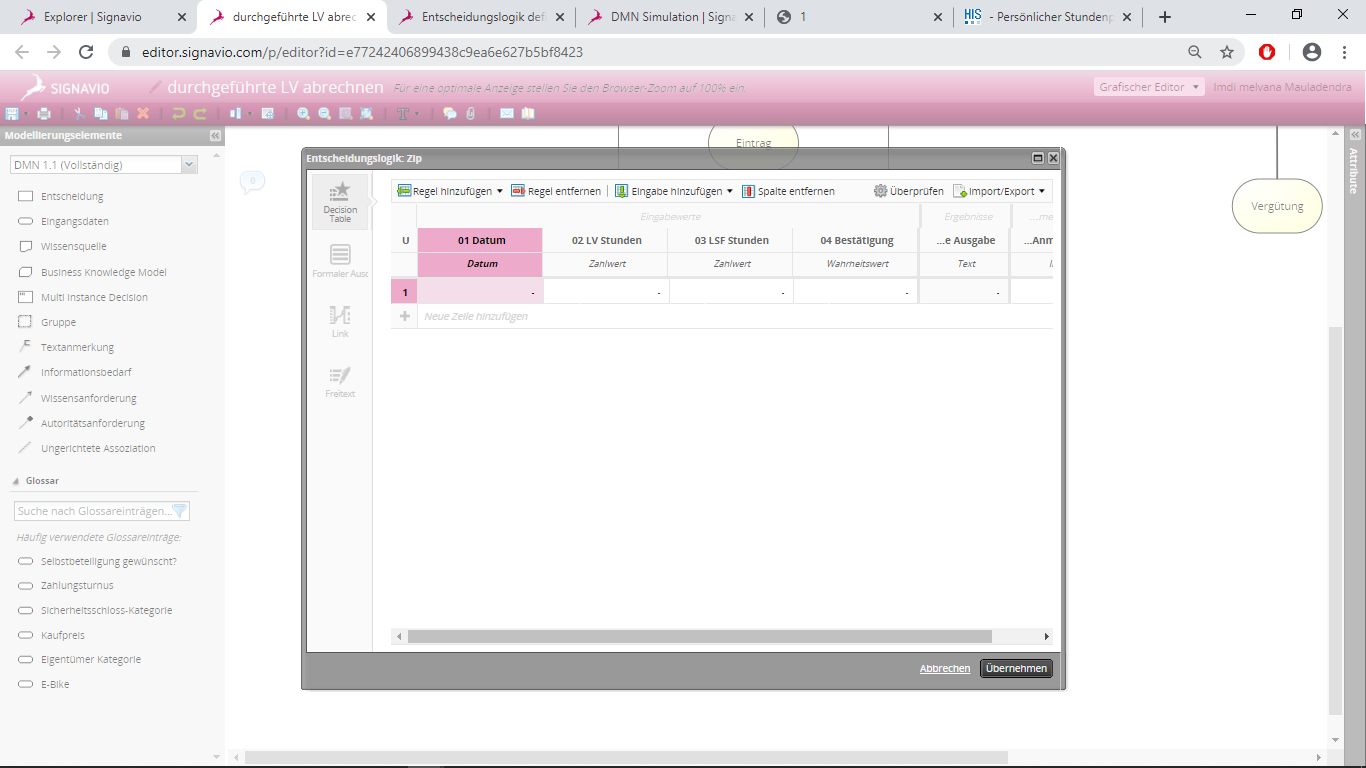 Explorer | Signavio
durchgeführte LV abrec
Entscheidungslogik defi
DMN Simulation | Signa
1
HIS - Persönlicher Stundenp
editor.signavio.com/p/editor?id=e77242406899438c9ea6e627b5bf8423
SIGNAVIO
durchgeführte LV abrechnen
Für eine optimale Anzeige stellen Sie den Browser-Zoom auf 100% ein.
Grafischer Editor
Imdi melvana Mauladendra
Modellierungselemente
DMN 1.1 (Vollständig)
Entscheidung
Eingangsdaten
Wissensquelle
Business Knowledge Model
Multi Instance Decision
Gruppe
Textanmerkung
Informationsbedarf
Wissensanforderung
Autoritätsanforderung
Ungerichtete Assoziation
Glossar
Suche nach Glossareinträgen...
Häufig verwendete Glossareinträge:
Selbstbeteiligung gewünscht?
Zahlungsturnus
Sicherheitsschloss-Kategorie
Kaufpreis
Eigentümer Kategorie
E-Bike
0
Eintrag
Vergütung
Attribute
Entscheidungslogik: Zip
Decision
Table
Formaler Ausc
Link
Freitext
Regel hinzufügen
Regel entfernen
Eingabe hinzufügen
Spalte entfernen
Überprüfen
Import/Export
Eingabewerte
Ergebnisse
...me
U
01 Datum
02 LV Stunden
03 LSF Stunden
04 Bestätigung
...e Ausgabe
...Anm
Datum
Zahlwert
Zahlwert
Wahrheitswert
Text
1 - - - - -
+ Neue Zeile hinzufügen
Abbrechen
Übernehmen